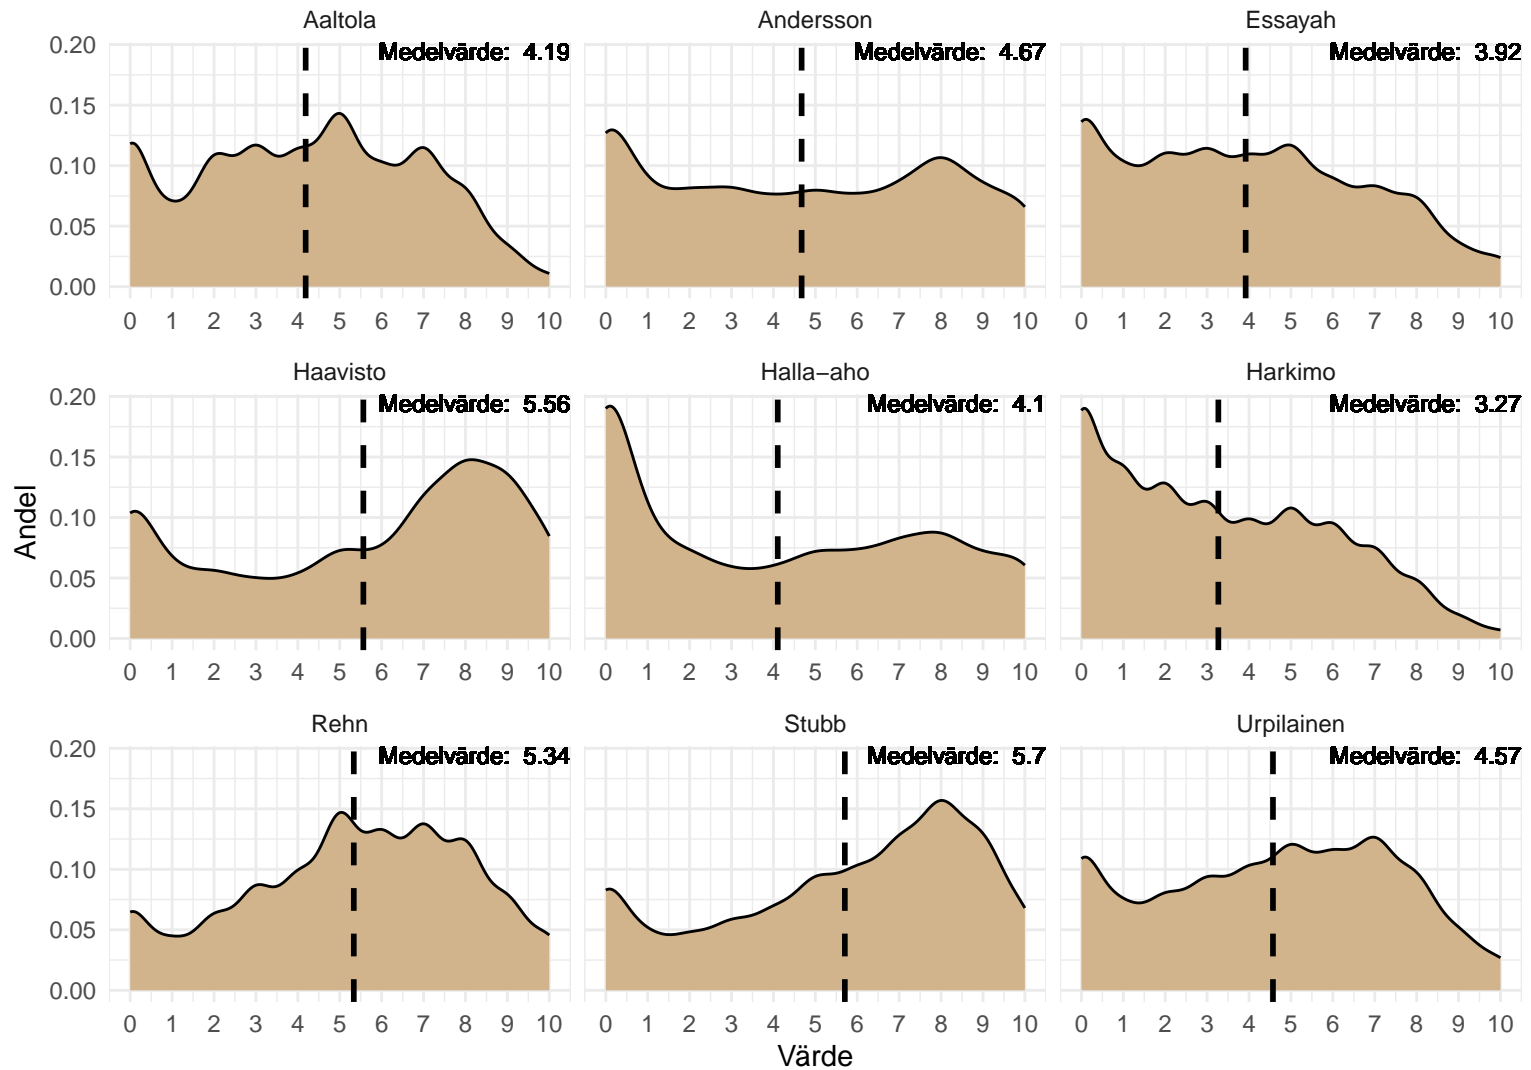 Aaltola Andersson Essayah
0.20 Medelvärde: 4.19 Medelvärde: 4.67 Medelvärde: 3.92
0.15
0.10
0.05
0.00
0 1 2 3 4 5 6 7 8 9 10 0 1 2 3 4 5 6 7 8 9 10 0 1 2 3 4 5 6 7 8 9 10
Haavisto Halla−aho Harkimo
0.20 Medelvärde: 5.56 Medelvärde: 4.1 Medelvärde: 3.27
0.15
0.10
0.05
0.00
0 1 2 3 4 5 6 7 8 9 10 0 1 2 3 4 5 6 7 8 9 10 0 1 2 3 4 5 6 7 8 9 10
Andel
Rehn Stubb Urpilainen
0.20 Medelvärde: 5.34 Medelvärde: 5.7 Medelvärde: 4.57
0.15
0.10
0.05
0.00
0 1 2 3 4 5 6 7 8 9 10 0 1 2 3 4 5 6 7 8 9 10 0 1 2 3 4 5 6 7 8 9 10
Värde